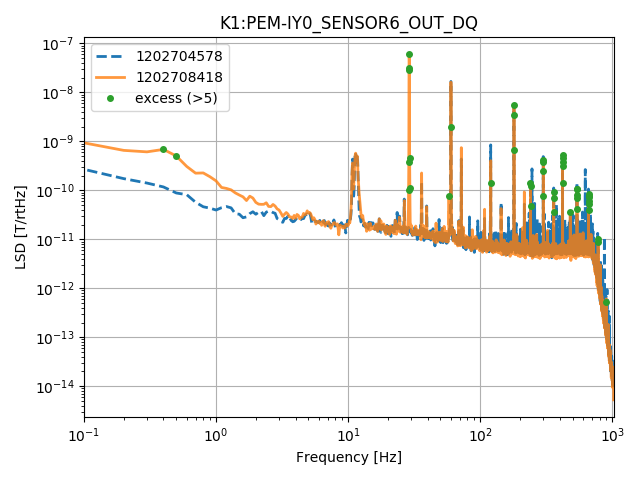 K1:PEM-IY0_SENSOR6_OUT_DQ
1202704578
1202708418
excess (>5)
LSD [T/rtHz]
10⁻⁷
10⁻⁸
10⁻⁹
10⁻¹⁰
10⁻¹¹
10⁻¹²
10⁻¹³
10⁻¹⁴
10⁻¹ 10⁰ 10¹ 10² 10³
Frequency [Hz]